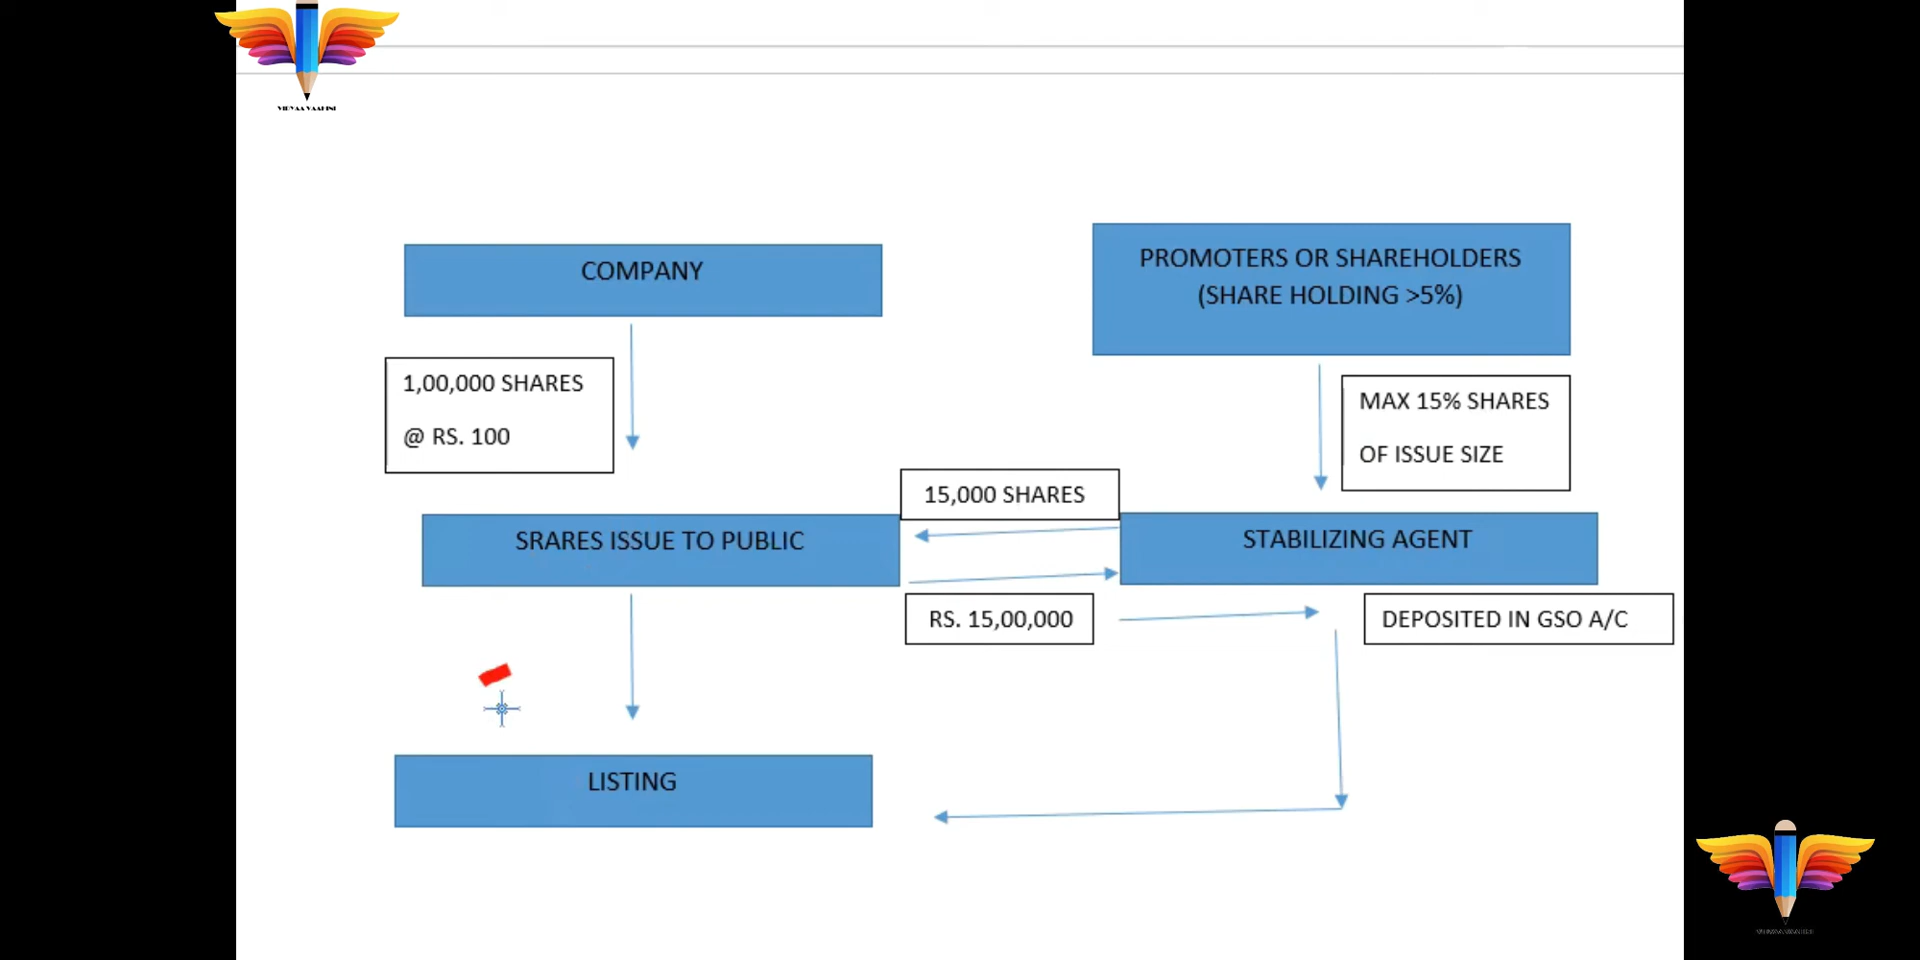 COMPANY
PROMOTERS OR SHAREHOLDERS
(SHARE HOLDING >5%)
1,00,000 SHARES
@ RS. 100
MAX 15% SHARES
OF ISSUE SIZE
15,000 SHARES
SRARES ISSUE TO PUBLIC
STABILIZING AGENT
RS. 15,00,000
DEPOSITED IN GSO A/C
LISTING